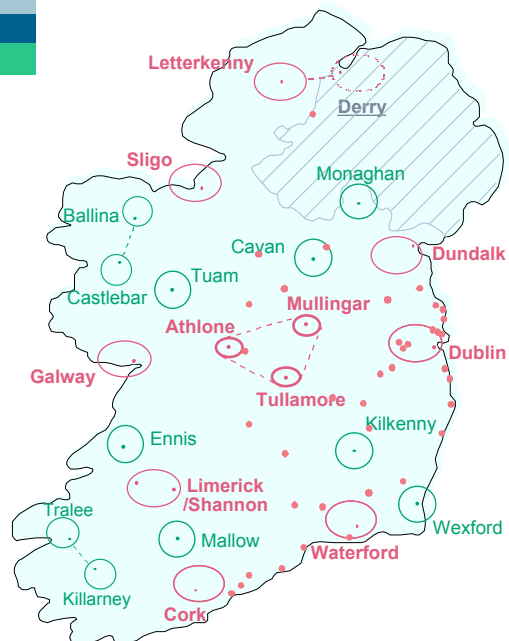 Letterkenny
Derry
Sligo
Monaghan
Ballina
Cavan
Dundalk
Tuam
Castlebar
Mullingar
Athlone
Galway
Dublin
Tullamore
Kilkenny
Ennis
Limerick
/Shannon
Tralee
Wexford
Mallow
Waterford
Killarney
Cork